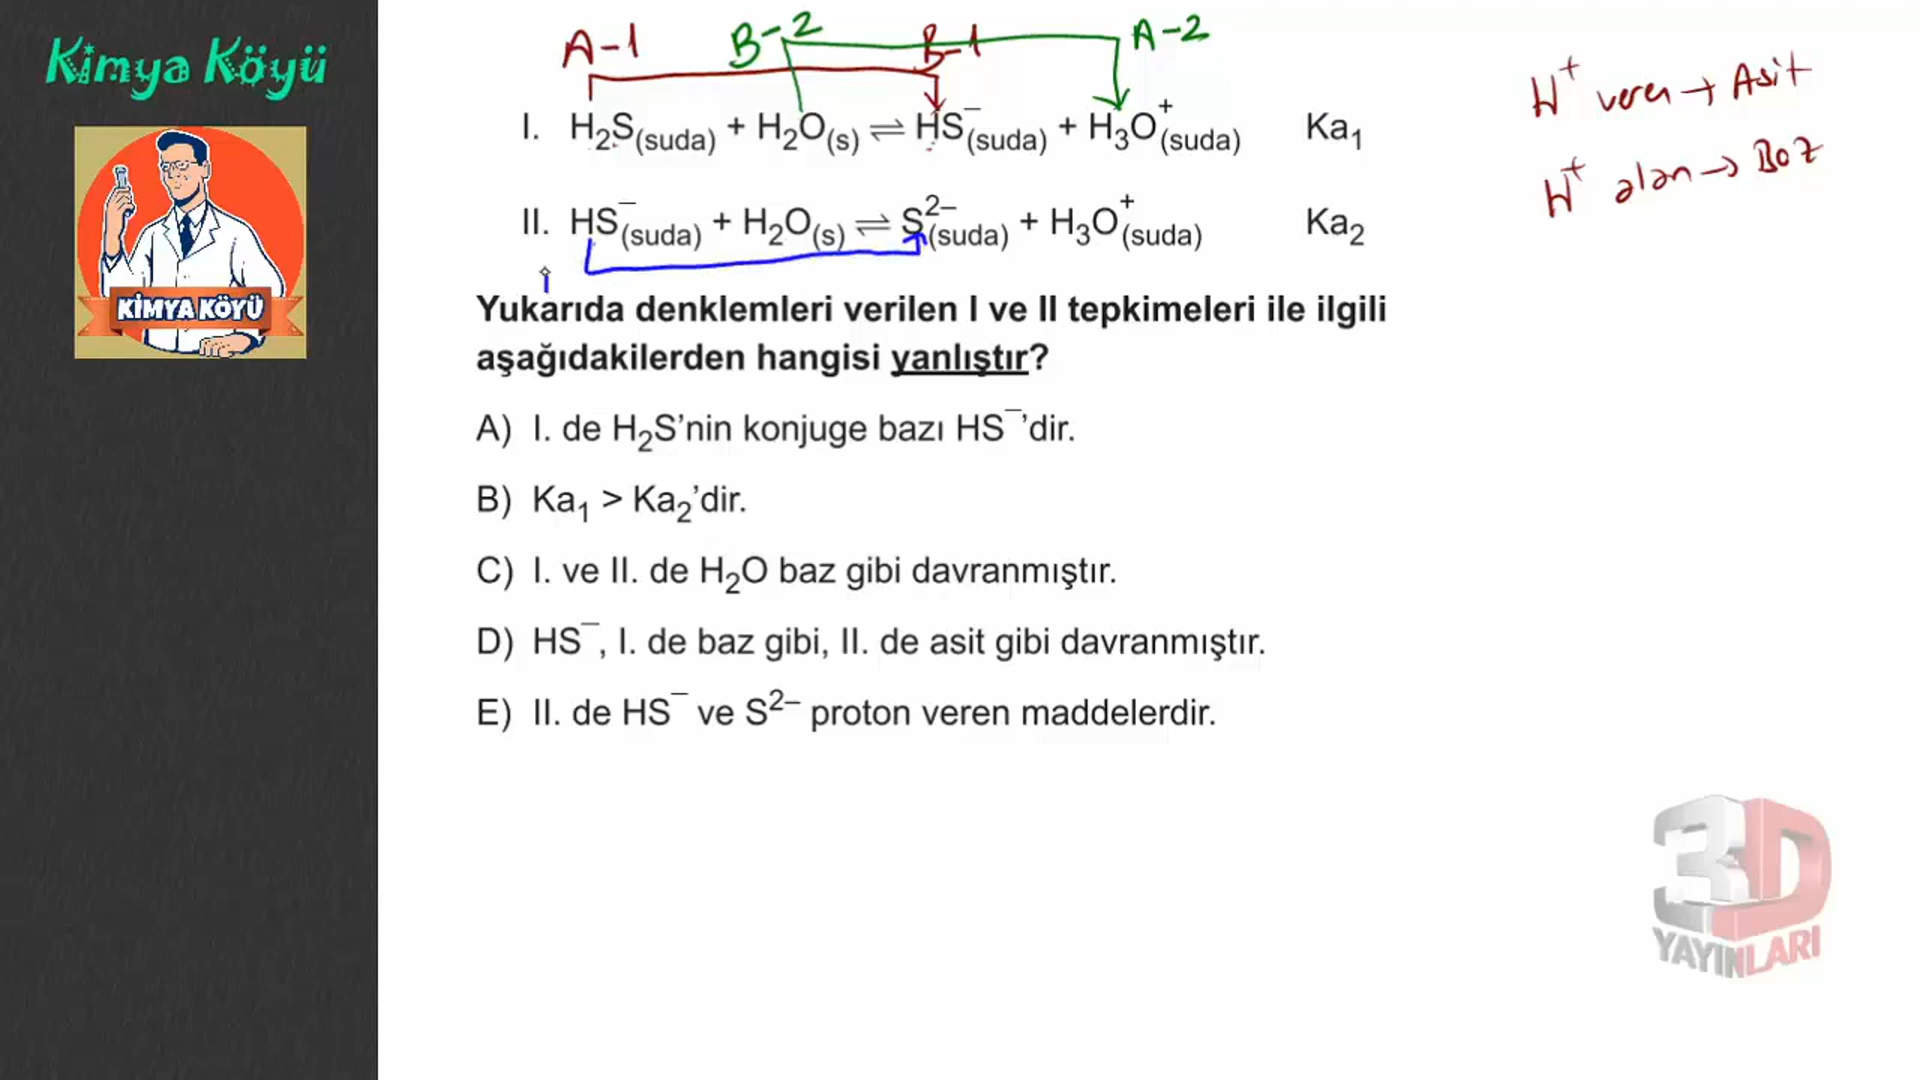 Kimya Köyü
KİMYA KÖYÜ
A-1 B-2 B-1 A-2
I. H₂S(suda) + H₂O(s) ⇌ HS⁻(suda) + H₃O⁺(suda) Ka₁
II. HS⁻(suda) + H₂O(s) ⇌ S²⁻(suda) + H₃O⁺(suda) Ka₂
H⁺ veren → Asit
H⁺ alan → Baz
Yukarıda denklemleri verilen I ve II tepkimeleri ile ilgili
aşağıdakilerden hangisi yanlıştır?
A) I. de H₂S’nin konjuge bazı HS⁻’dir.
B) Ka₁ > Ka₂’dir.
C) I. ve II. de H₂O baz gibi davranmıştır.
D) HS⁻, I. de baz gibi, II. de asit gibi davranmıştır.
E) II. de HS⁻ ve S²⁻ proton veren maddelerdir.
3D
YAYINLARI